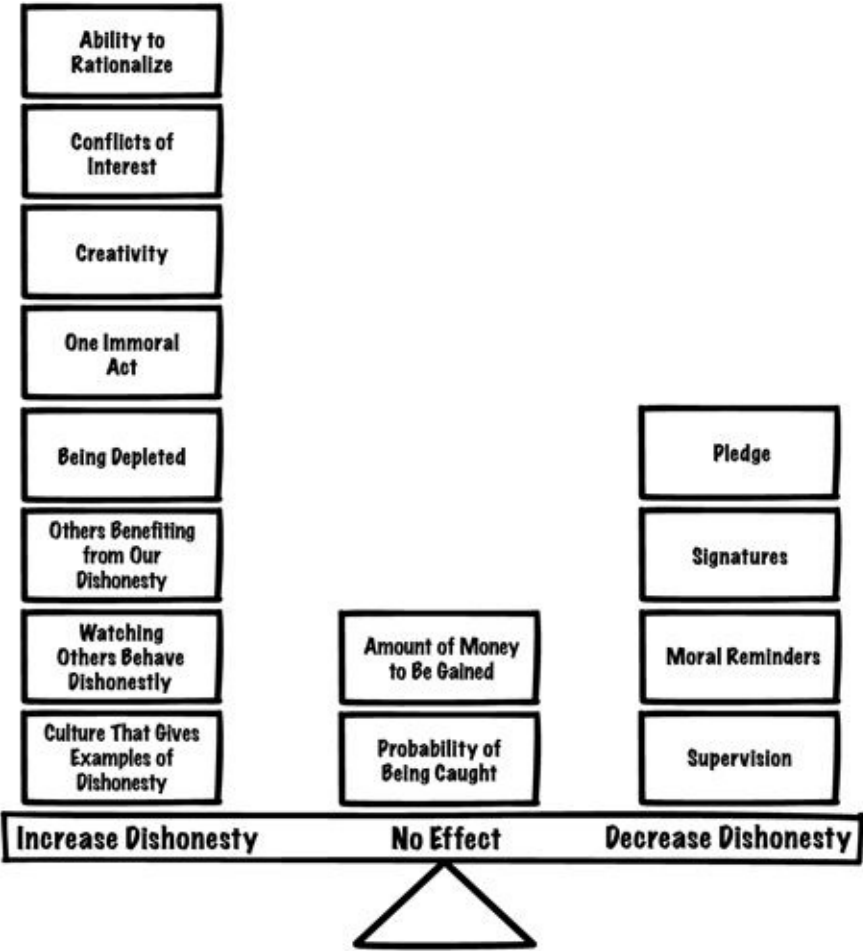 Ability to
Rationalize
Conflicts of
Interest
Creativity
One Immoral
Act
Being Depleted
Others Benefiting
from Our
Dishonesty
Watching
Others Behave
Dishonestly
Culture That Gives
Examples of
Dishonesty
Amount of Money
to Be Gained
Probability of
Being Caught
Pledge
Signatures
Moral Reminders
Supervision
Increase Dishonesty
No Effect
Decrease Dishonesty